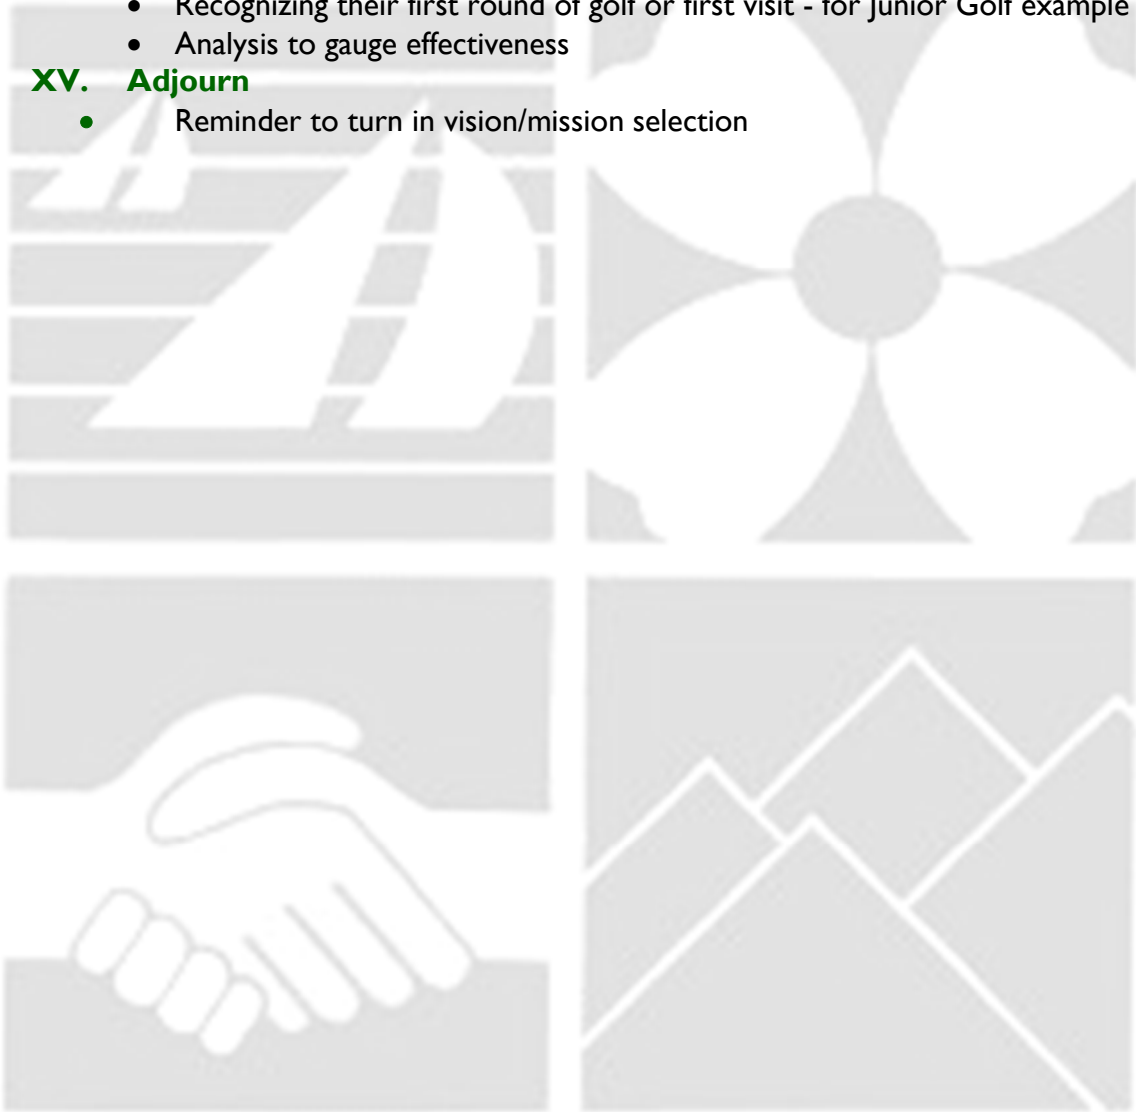 • Recognizing their first round of golf or first visit - for Junior Golf example
• Analysis to gauge effectiveness
XV. Adjourn
• Reminder to turn in vision/mission selection